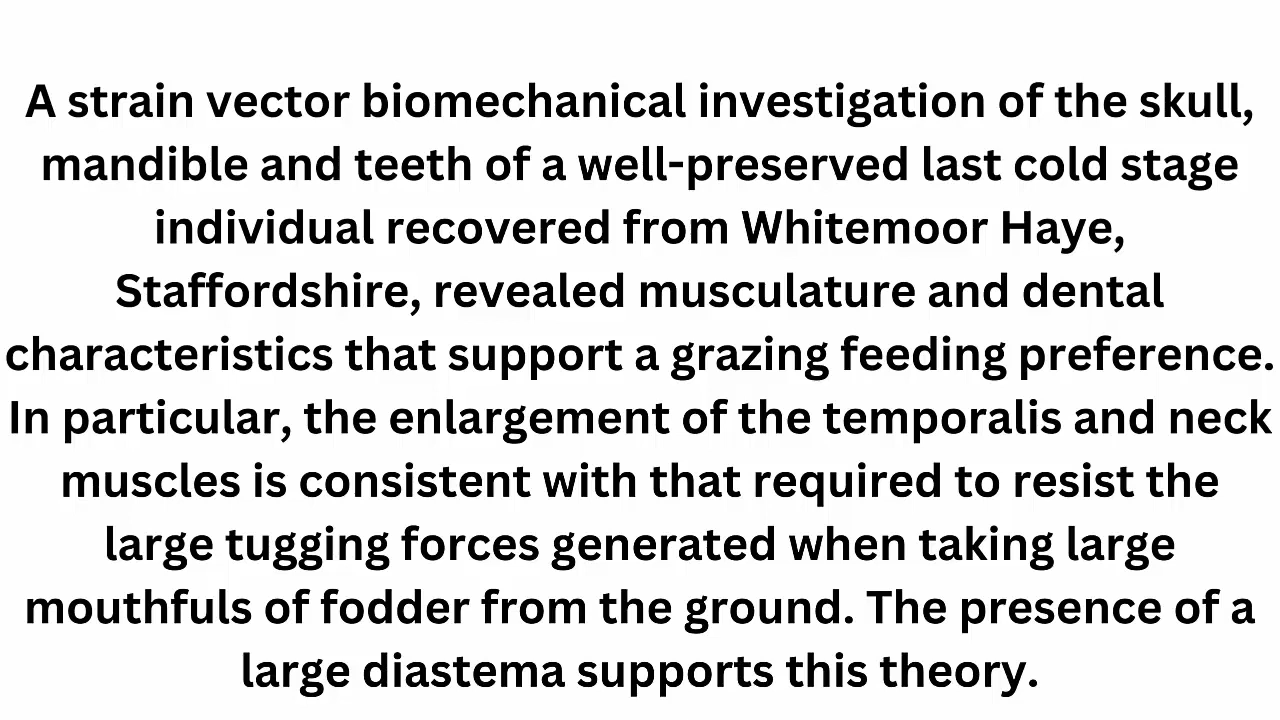 A strain vector biomechanical investigation of the skull,
mandible and teeth of a well-preserved last cold stage
individual recovered from Whitemoor Haye,
Staffordshire, revealed musculature and dental
characteristics that support a grazing feeding preference.
In particular, the enlargement of the temporalis and neck
muscles is consistent with that required to resist the
large tugging forces generated when taking large
mouthfuls of fodder from the ground. The presence of a
large diastema supports this theory.